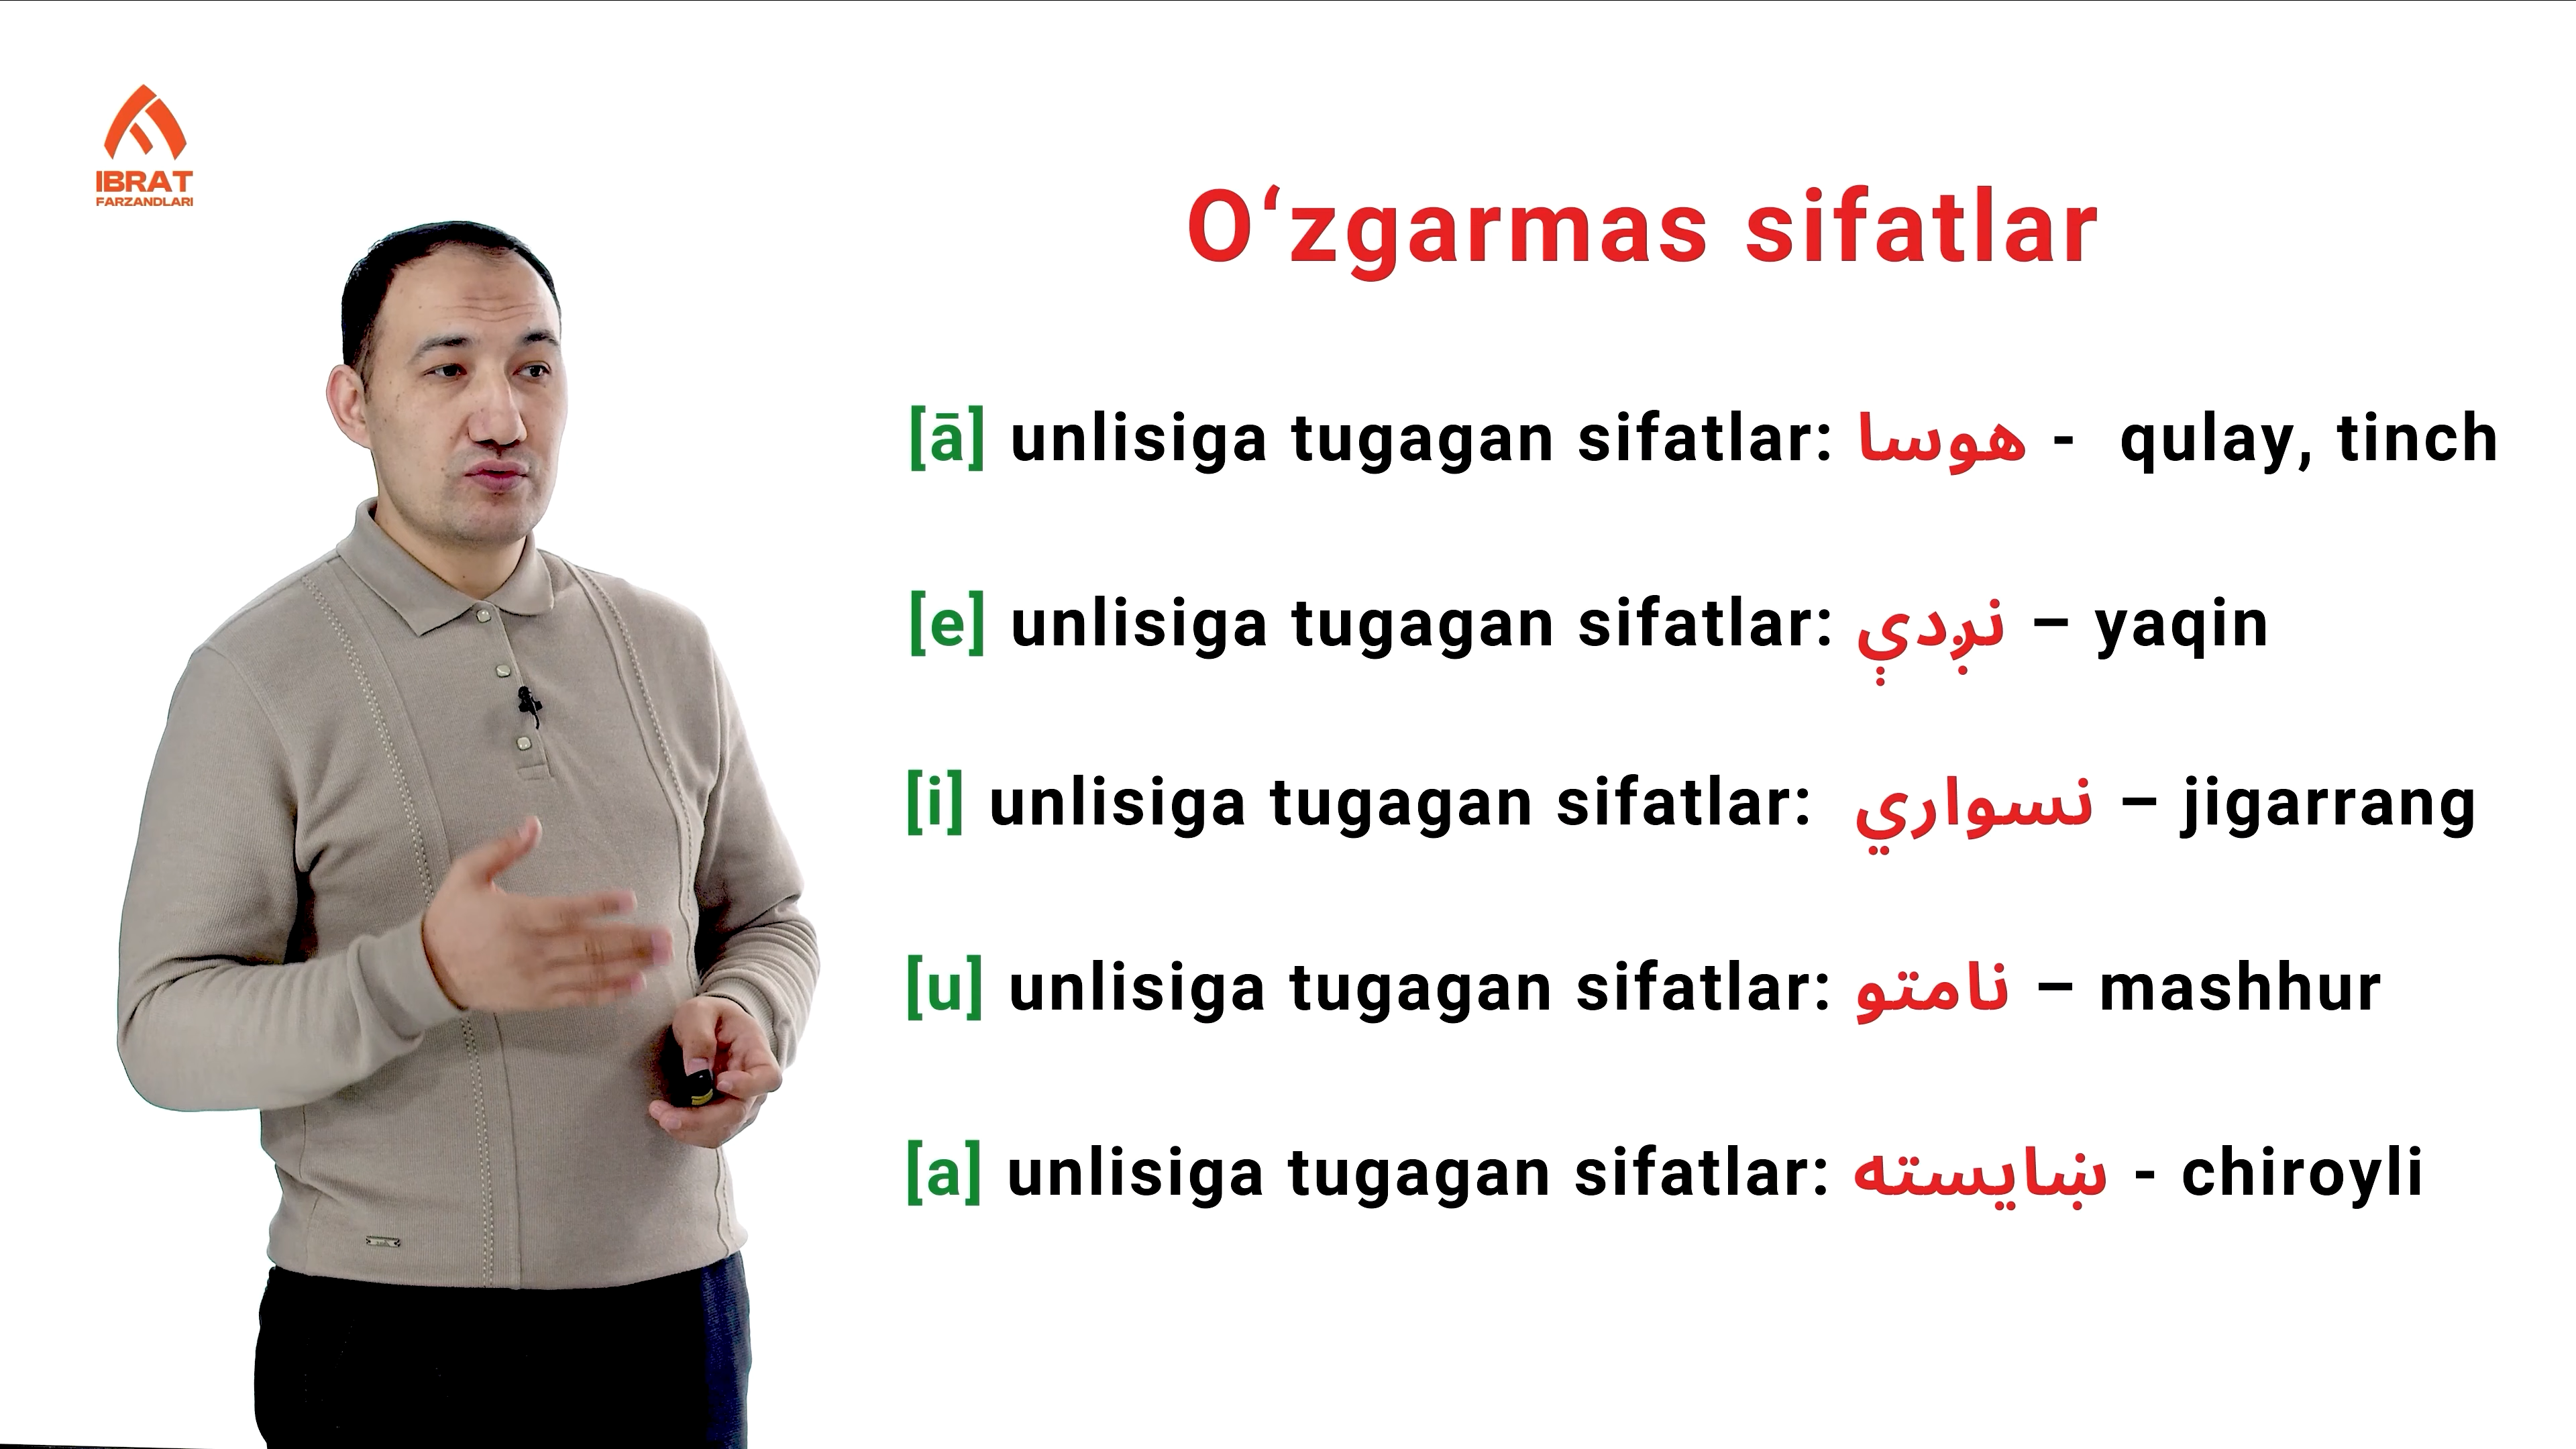 IBRAT
FARZANDLARI
Oʻzgarmas sifatlar
[ā] unlisiga tugagan sifatlar: هوسا - qulay, tinch
[e] unlisiga tugagan sifatlar: نږدې – yaqin
[i] unlisiga tugagan sifatlar: نسواري – jigarrang
[u] unlisiga tugagan sifatlar: نامتو – mashhur
[a] unlisiga tugagan sifatlar: ښايسته - chiroyli